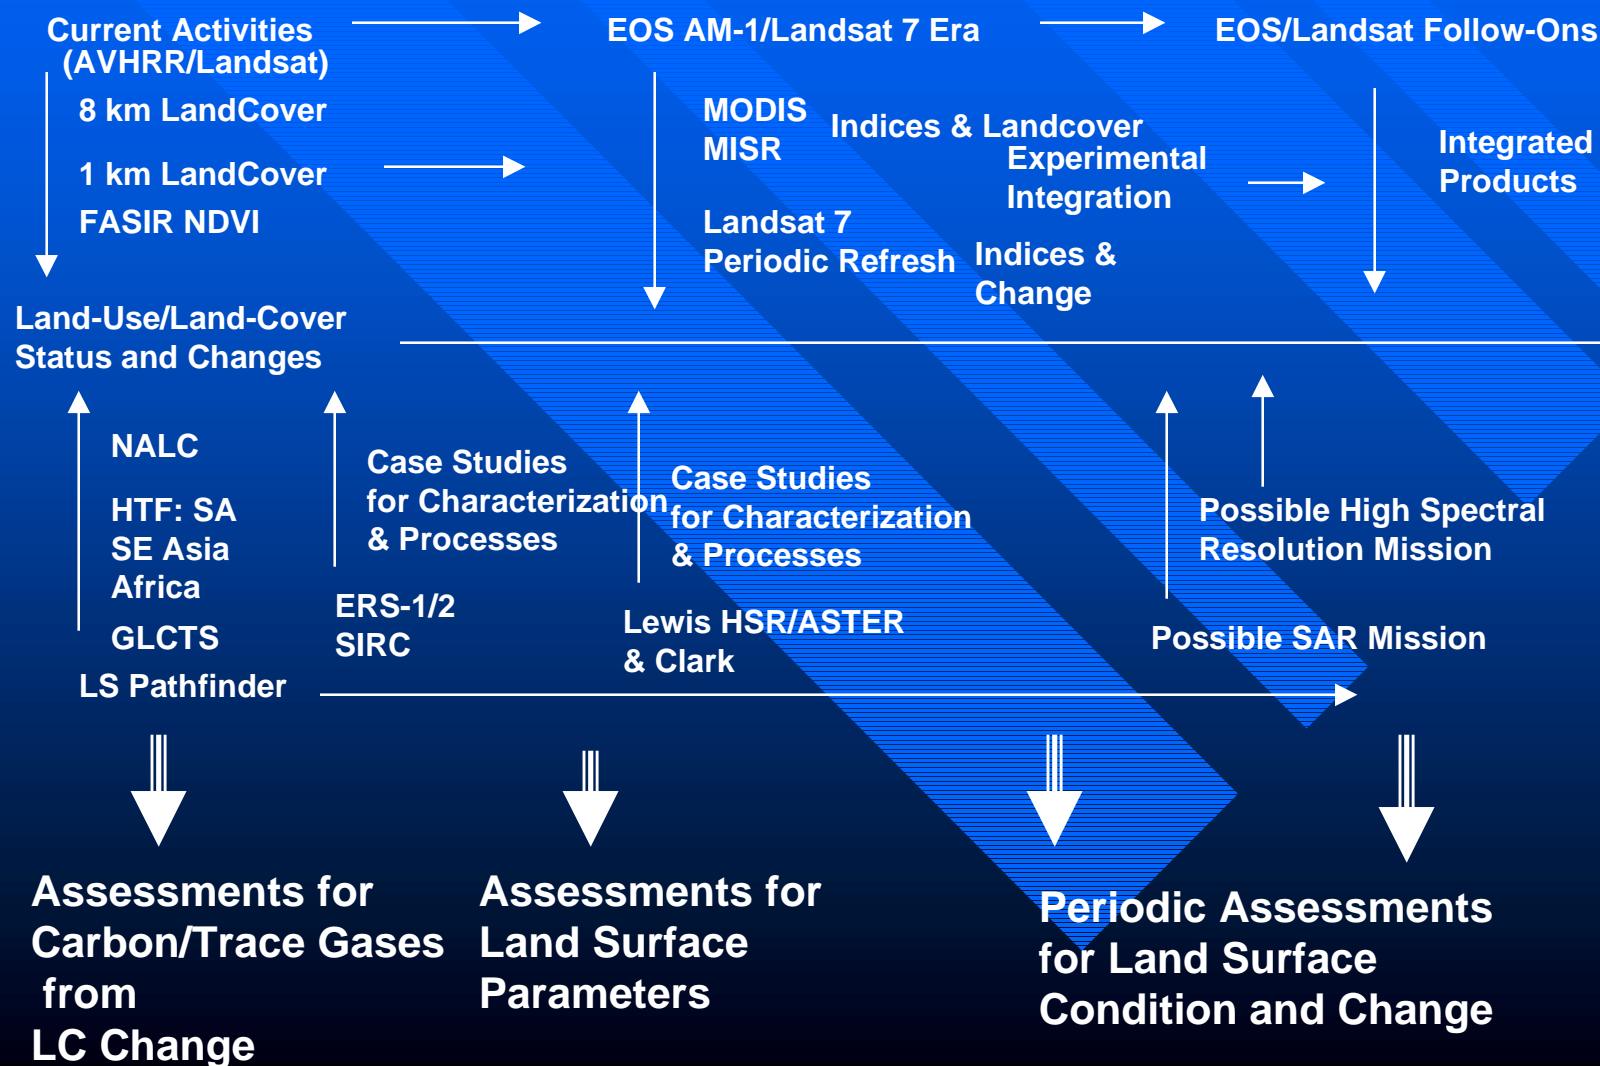 Current Activities
(AVHRR/Landsat)
EOS AM-1/Landsat 7 Era
EOS/Landsat Follow-Ons
8 km LandCover
1 km LandCover
FASIR NDVI
MODIS
MISR
Indices & Landcover
Experimental
Integration
Landsat 7
Periodic Refresh
Indices &
Change
Integrated
Products
Land-Use/Land-Cover
Status and Changes
NALC
HTF: SA
SE Asia
Africa
GLCTS
LS Pathfinder
Case Studies
for Characterization
& Processes
ERS-1/2
SIRC
Case Studies
for Characterization
& Processes
Lewis HSR/ASTER
& Clark
Possible High Spectral
Resolution Mission
Possible SAR Mission
Assessments for
Carbon/Trace Gases
from
LC Change
Assessments for
Land Surface
Parameters
Periodic Assessments
for Land Surface
Condition and Change